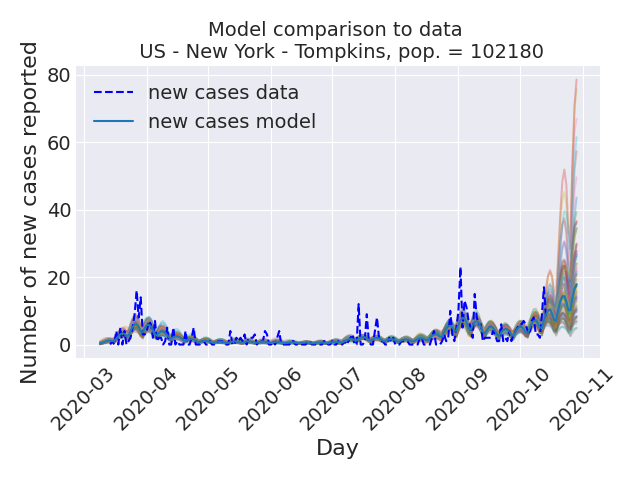 Model comparison to data
US - New York - Tompkins, pop. = 102180
Number of new cases reported
80
60
40
20
0
new cases data
new cases model
2020-03
2020-04
2020-05
2020-06
2020-07
2020-08
2020-09
2020-10
2020-11
Day